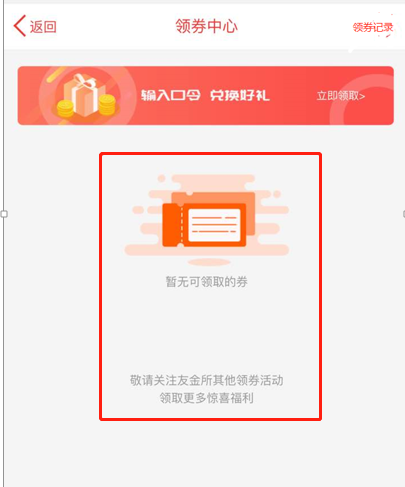 返回
领券中心
领券记录
输入口令 兑换好礼
立即领取>
暂无可领取的券
敬请关注友金所其他领券活动
领取更多惊喜福利